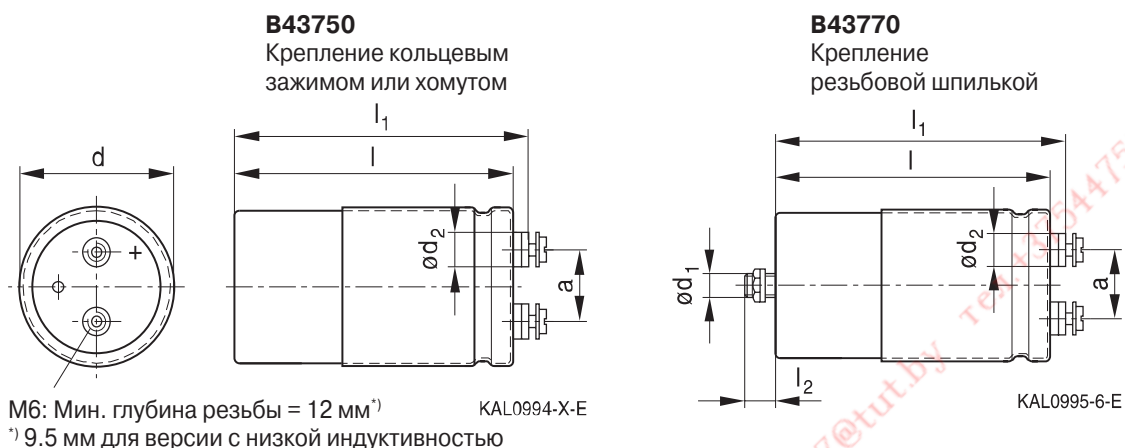 B43750
Крепление кольцевым
зажимом или хомутом
l1
l
d
+
ød2
a
М6: Мин. глубина резьбы = 12 мм*)
*) 9.5 мм для версии с низкой индуктивностью
KAL0994-X-E
B43770
Крепление
резьбовой шпилькой
l1
l
ød2
ød1
a
l2
KAL0995-6-E